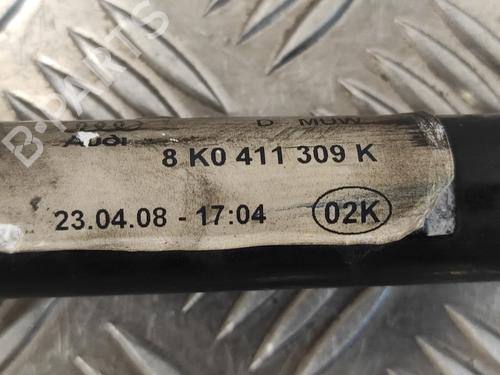 B-PARTS
D MUW
Audi
8 K0 411 309 K
23.04.08 - 17:04 02K